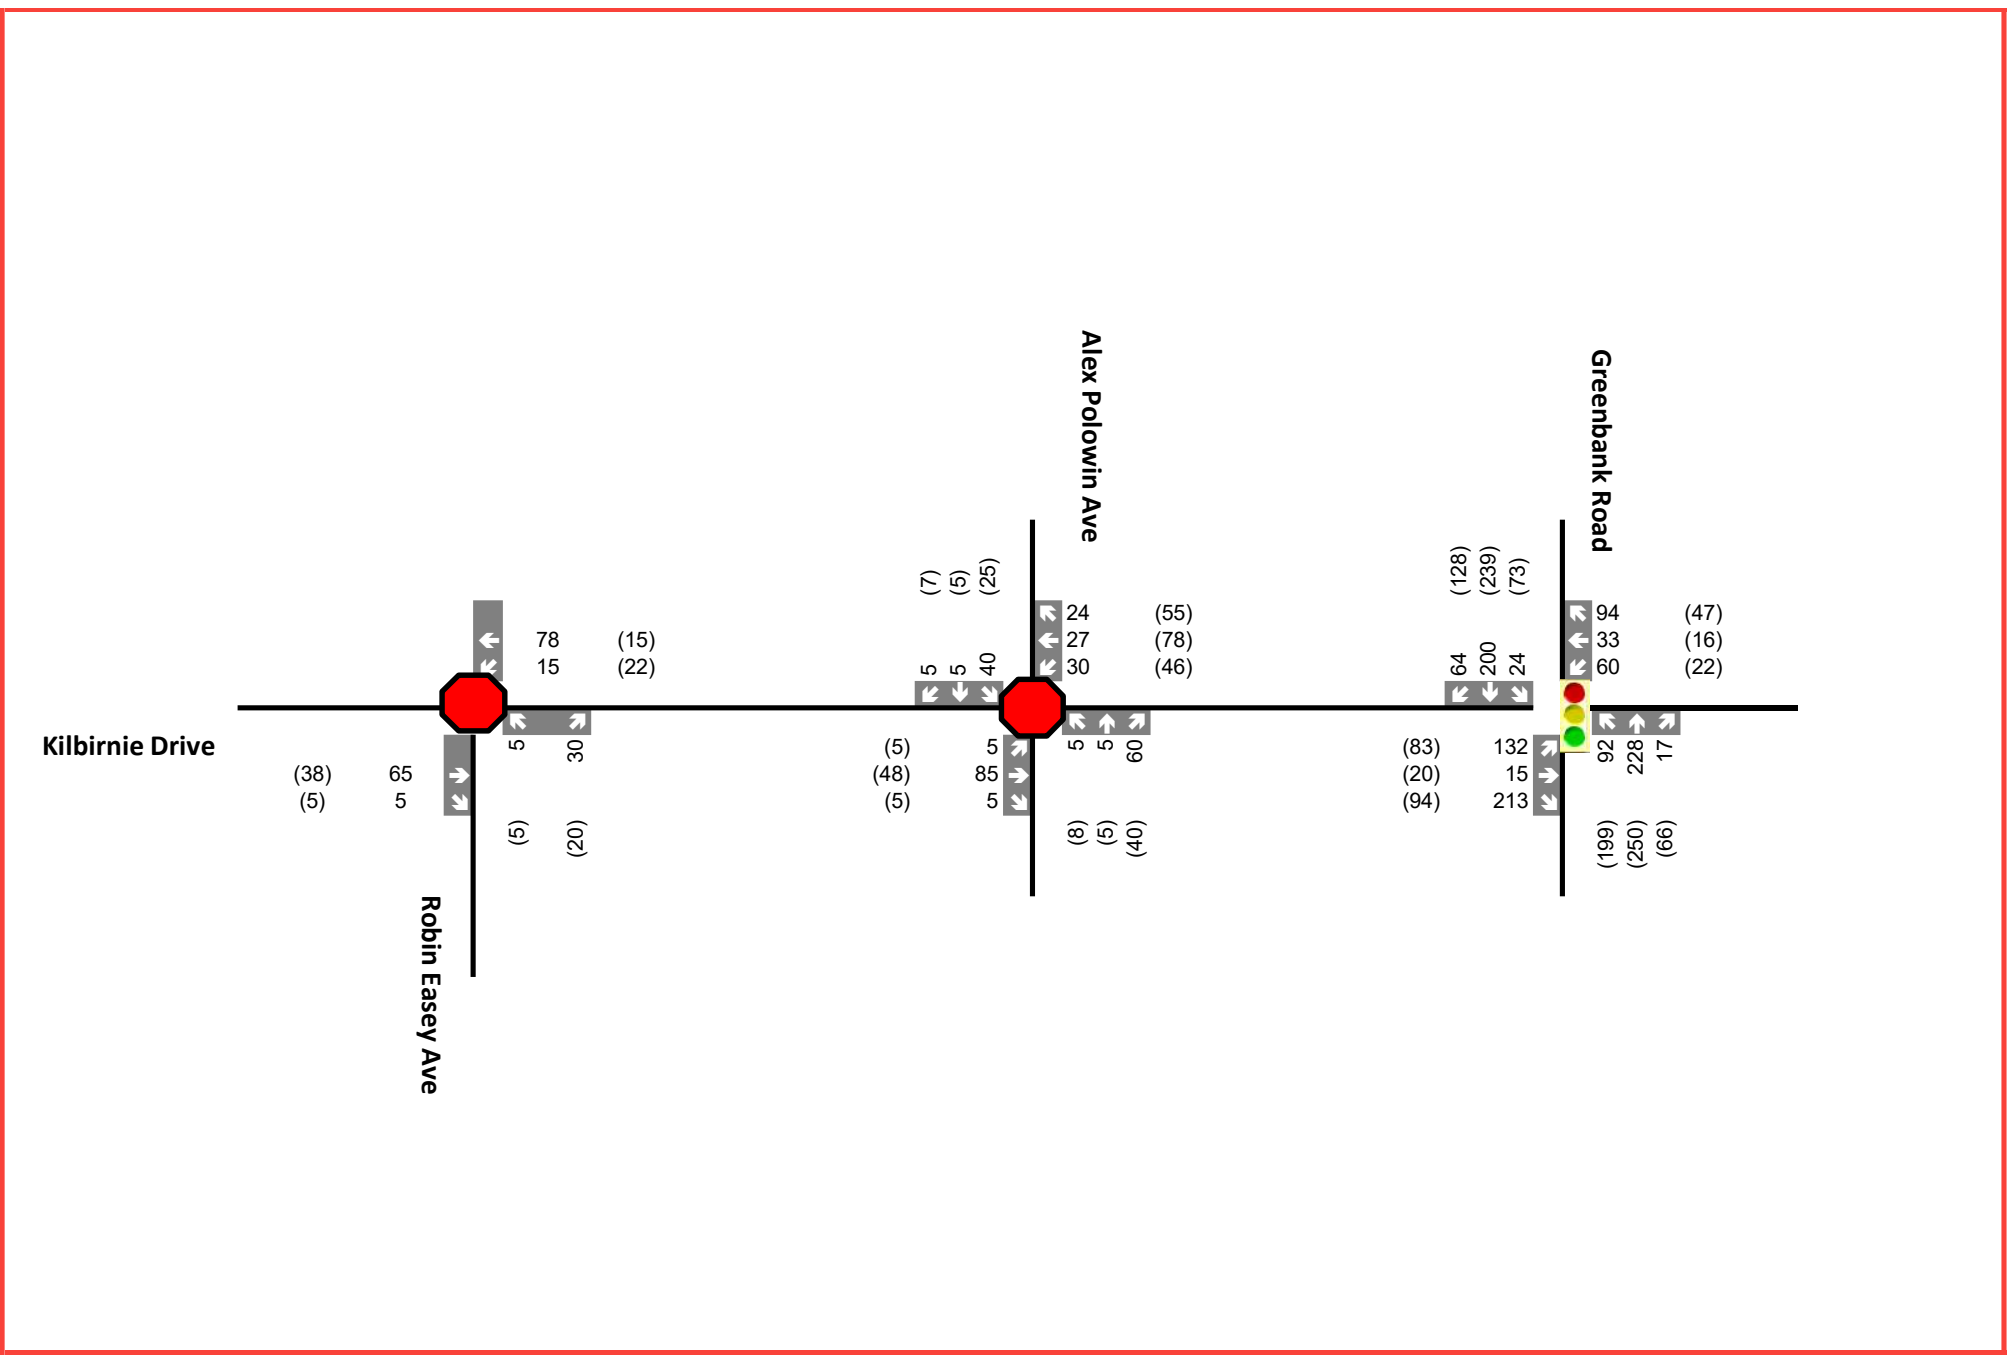 Alex Polowin Ave
Greenbank Road
(7) (5) (25)
(128) (239) (73)
24 (55)
27 (78)
30 (46)
94 (47)
33 (16)
60 (22)
78 (15)
15 (22)
5 5 40
64 200 24
Kilbirnie Drive
(38) 65
(5) 5
5 30
(5) (20)
(5) 5
(48) 85
(5) 5
5 5 60
(8) (5) (40)
(83) 132
(20) 15
(94) 213
92 228 17
(199) (250) (66)
Robin Easey Ave